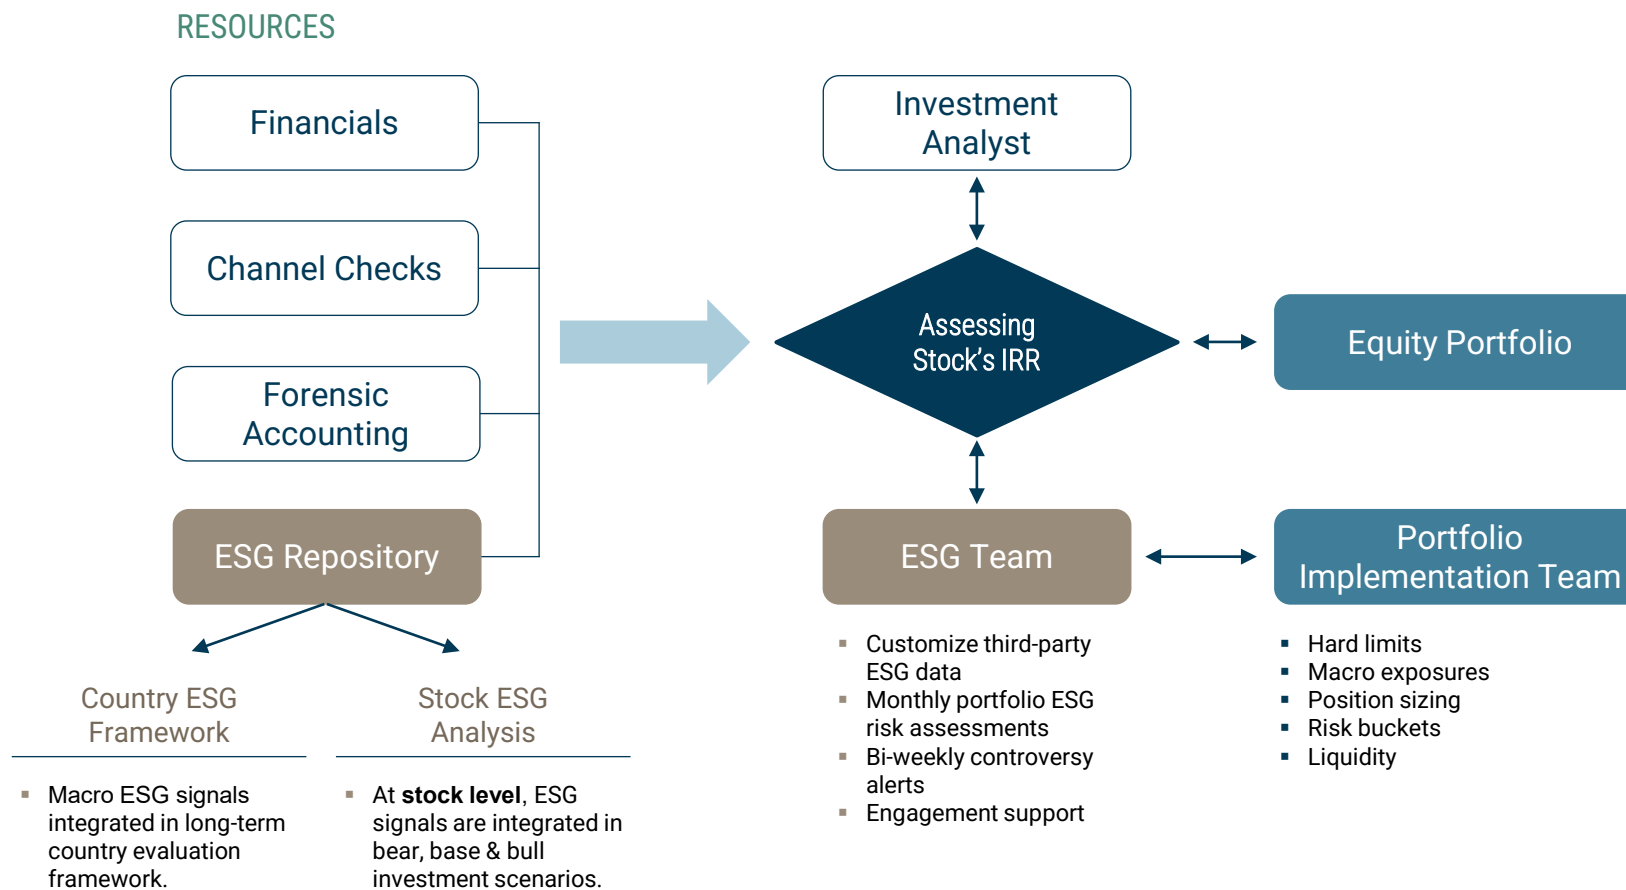 RESOURCES
Financials
Channel Checks
Forensic
Accounting
ESG Repository
Country ESG
Framework
▪ Macro ESG signals
integrated in long-term
country evaluation
framework.
Stock ESG
Analysis
▪ At stock level, ESG
signals are integrated in
bear, base & bull
investment scenarios.
Investment
Analyst
Assessing
Stock's IRR
Equity Portfolio
ESG Team
▪ Customize third-party
ESG data
▪ Monthly portfolio ESG
risk assessments
▪ Bi-weekly controversy
alerts
▪ Engagement support
Portfolio
Implementation Team
▪ Hard limits
▪ Macro exposures
▪ Position sizing
▪ Risk buckets
▪ Liquidity